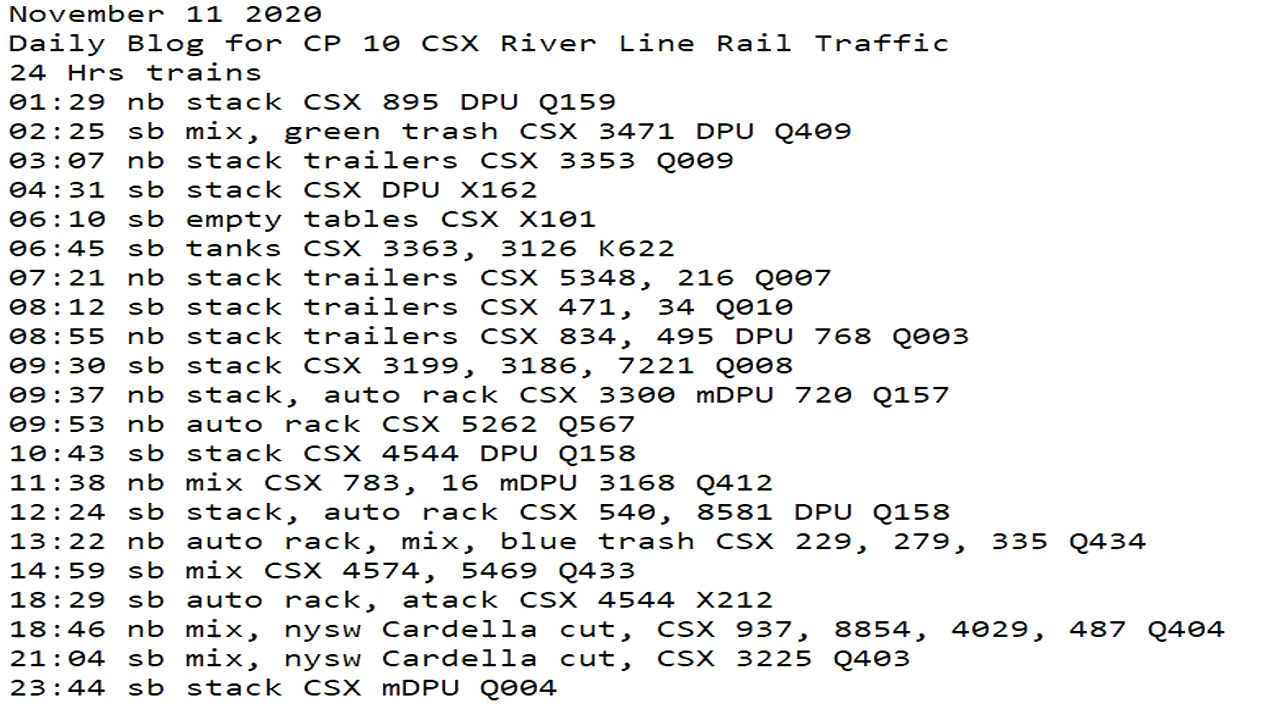 November 11 2020
Daily Blog for CP 10 CSX River Line Rail Traffic
24 Hrs trains
01:29 nb stack CSX 895 DPU Q159
02:25 sb mix, green trash CSX 3471 DPU Q409
03:07 nb stack trailers CSX 3353 Q009
04:31 sb stack CSX DPU X162
06:10 sb empty tables CSX X101
06:45 sb tanks CSX 3363, 3126 K622
07:21 nb stack trailers CSX 5348, 216 Q007
08:12 sb stack trailers CSX 471, 34 Q010
08:55 nb stack trailers CSX 834, 495 DPU 768 Q003
09:30 sb stack CSX 3199, 3186, 7221 Q008
09:37 nb stack, auto rack CSX 3300 mDPU 720 Q157
09:53 nb auto rack CSX 5262 Q567
10:43 sb stack CSX 4544 DPU Q158
11:38 nb mix CSX 783, 16 mDPU 3168 Q412
12:24 sb stack, auto rack CSX 540, 8581 DPU Q158
13:22 nb auto rack, mix, blue trash CSX 229, 279, 335 Q434
14:59 sb mix CSX 4574, 5469 Q433
18:29 sb auto rack, atack CSX 4544 X212
18:46 nb mix, nysw Cardella cut, CSX 937, 8854, 4029, 487 Q404
21:04 sb mix, nysw Cardella cut, CSX 3225 Q403
23:44 sb stack CSX mDPU Q004